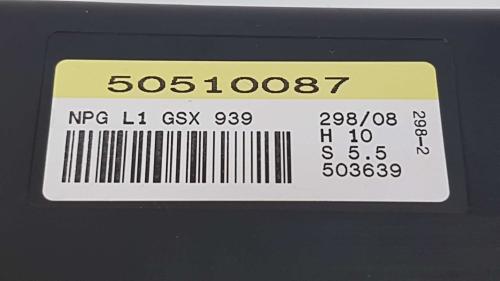 50510087
NPG L1 GSX 939
298/08
H 10
S 5.5
503639
298-2